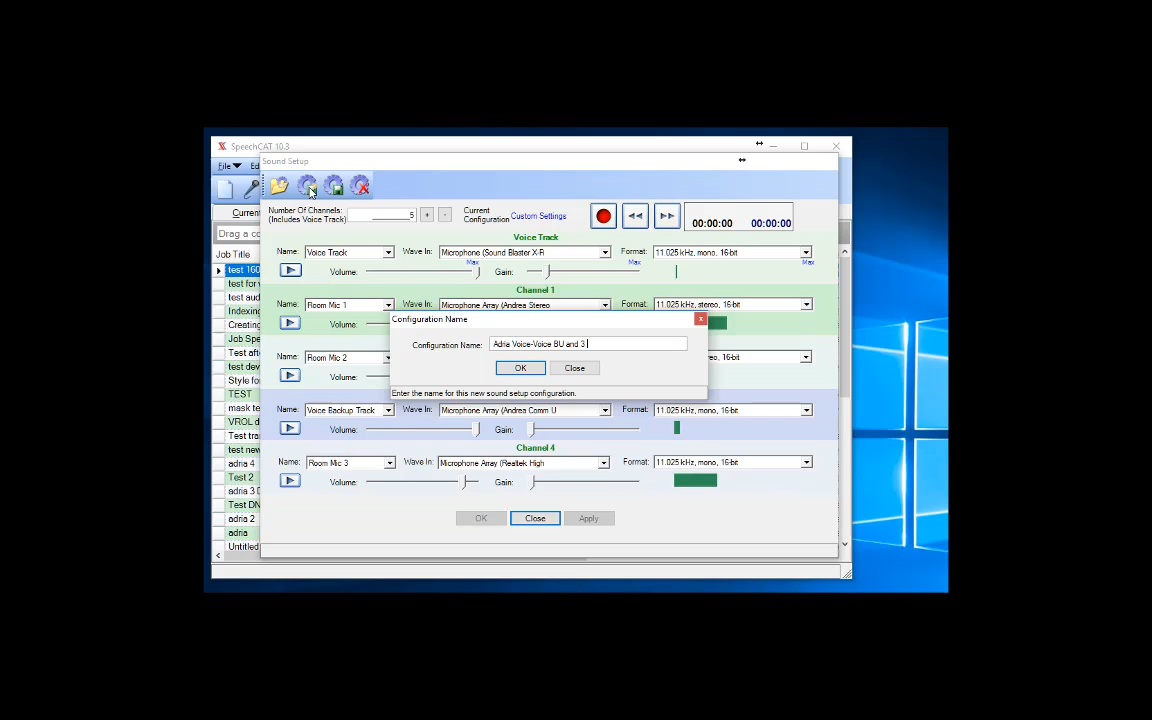 SpeechCAT 10.3
File
Sound Setup
Number Of Channels: 5 + -
(Includes Voice Track)
Current
Configuration Custom Settings
00:00:00 00:00:00
Current
Drag a co
Job Title
test 160
test for v
test aud
Indexing
Creating
Job Spe
Test afte
test dev
Style for
TEST
mask te
VROL d
Test tra
test new
adria 4
Test 2
adria 3 D
Test DN
adria 2
adria
Untitled
Voice Track
Name: Voice Track Wave In: Microphone (Sound Blaster X-Fi Format: 11.025 kHz, mono, 16-bit
Volume: Max Gain: Max Max
Channel 1
Name: Room Mic 1 Wave In: Microphone Array (Andrea Stereo Format: 11.025 kHz, stereo, 16-bit
Volume:
Name: Room Mic 2
Volume:
Configuration Name
Configuration Name: Adria Voice-Voice BU and 3
OK Close
Enter the name for this new sound setup configuration.
Name: Voice Backup Track Wave In: Microphone Array (Andrea Comm U Format: 11.025 kHz, mono, 16-bit
Volume: Gain:
Channel 4
Name: Room Mic 3 Wave In: Microphone Array (Realtek High Format: 11.025 kHz, mono, 16-bit
Volume: Gain:
OK Close Apply